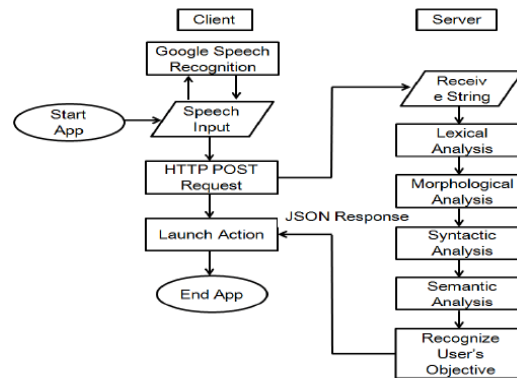 Client
Server
Google Speech
Recognition
Receiv
e String
Start
App
Speech
Input
Lexical
Analysis
HTTP POST
Request
Morphological
Analysis
JSON Response
Launch Action
Syntactic
Analysis
End App
Semantic
Analysis
Recognize
User's
Objective